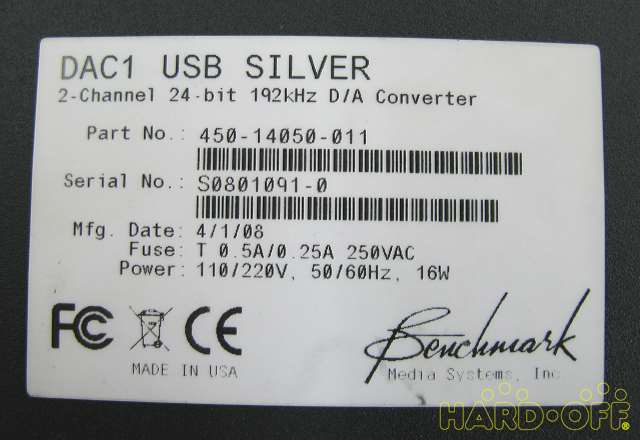 DAC1 USB SILVER
2-Channel 24-bit 192kHz D/A Converter
Part No.: 450-14050-011
Serial No.: S0801091-0
Mfg. Date: 4/1/08
Fuse: T 0.5A/0.25A 250VAC
Power: 110/220V, 50/60Hz, 16W
FC CE
MADE IN USA
Benchmark
Media Systems, Inc
HARD-OFF